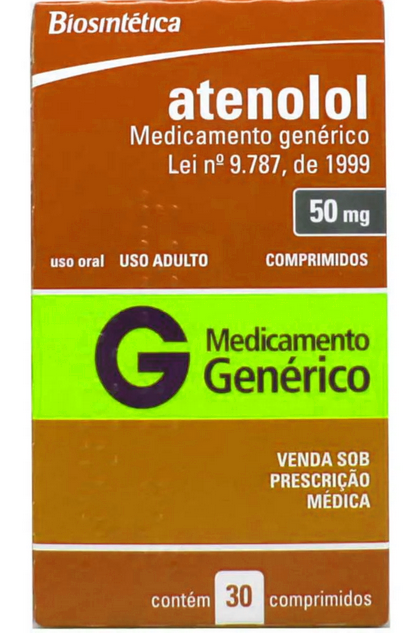 Biosintética
atenolol
Medicamento genérico
Lei nº 9.787, de 1999
50 mg
uso oral USO ADULTO COMPRIMIDOS
G Medicamento
Genérico
VENDA SOB
PRESCRIÇÃO
MÉDICA
contém 30 comprimidos